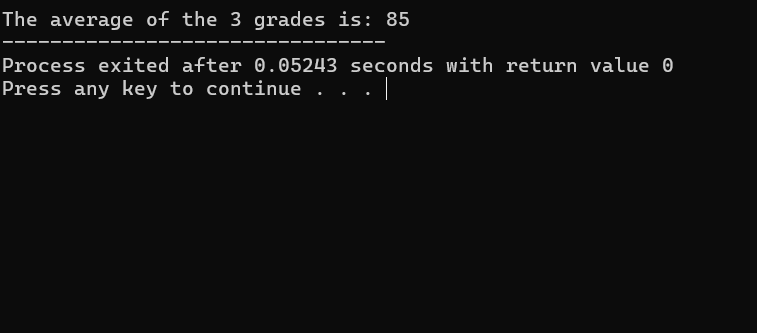 The average of the 3 grades is: 85
--------------------------------
Process exited after 0.05243 seconds with return value 0
Press any key to continue . . .